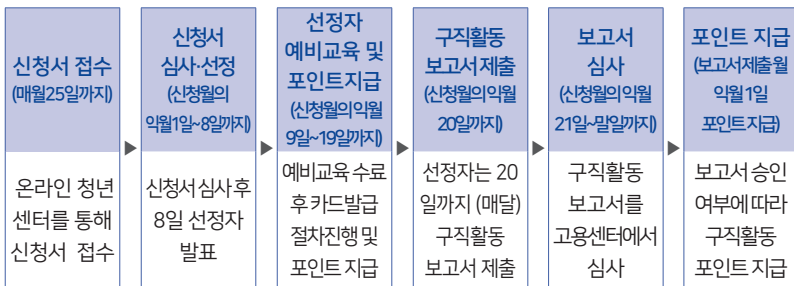 신청서 접수
(매월25일까지)
온라인 청년
센터를 통해
신청서 접수
신청서
심사·선정
(신청월의
익월1일~8일까지)
신청서 심사 후
8일 선정자
발표
선정자
예비교육 및
포인트지급
(신청월의 익월
9일~19일까지)
예비교육 수료
후 카드발급
절차진행 및
포인트 지급
구직활동
보고서 제출
(신청월의 익월
20일까지)
선정자는 20
일까지 (매달)
구직활동
보고서 제출
보고서
심사
(신청월의 익월
21일~말일까지)
구직활동
보고서를
고용센터에서
심사
포인트 지급
(보고서제출월
익월 1일
포인트지급)
보고서 승인
여부에 따라
구직활동
포인트 지급